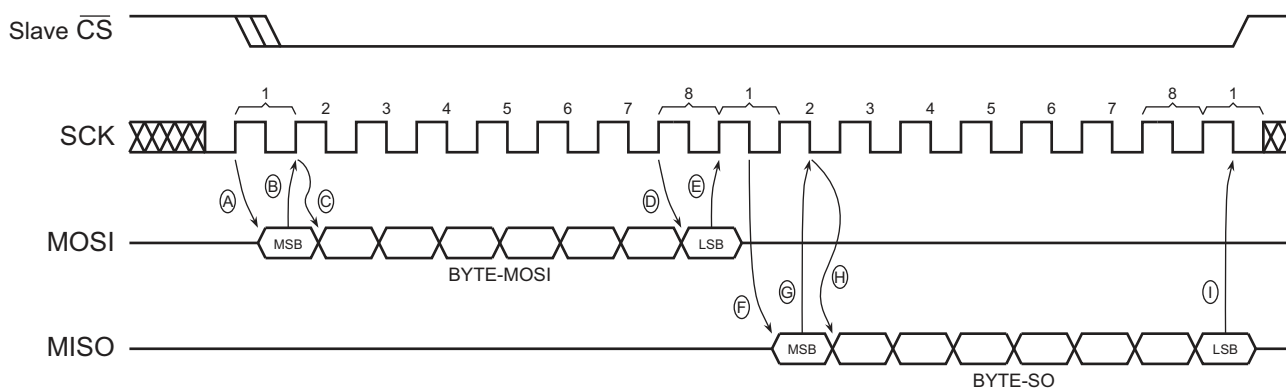 Slave CS
1 2 3 4 5 6 7 8 1 2 3 4 5 6 7 8 1
SCK
A B C D E
MOSI MSB LSB
BYTE-MOSI
F G H I
MISO MSB LSB
BYTE-SO